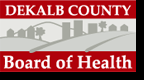 DEKALB COUNTY
Board of Health